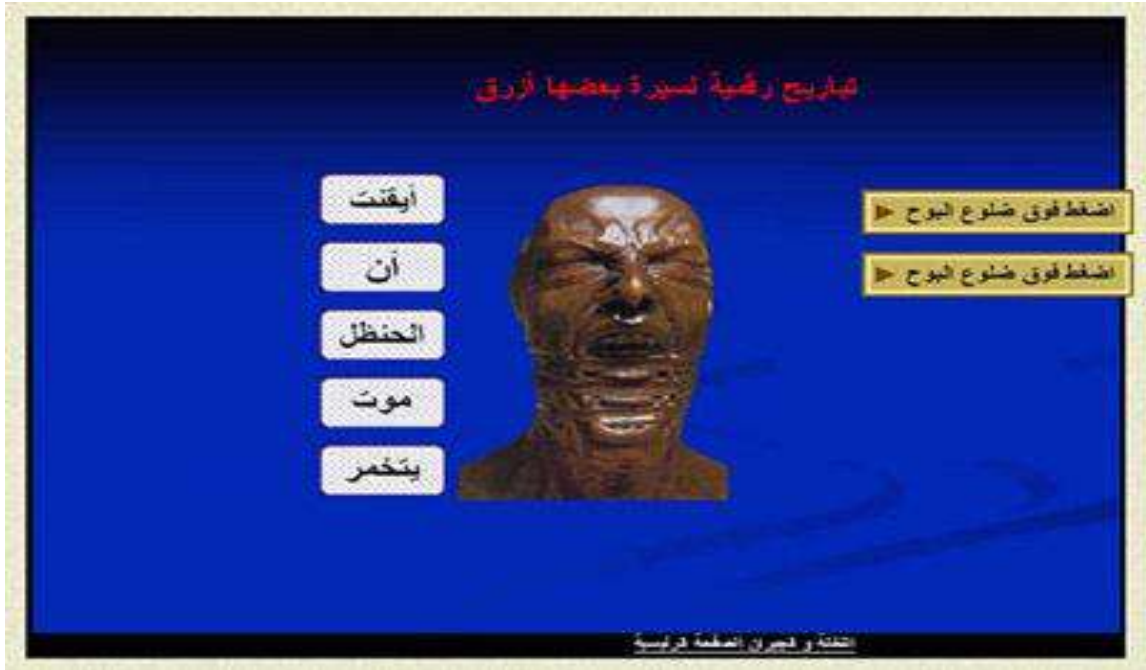 تباريح رقمية لسيرة بعضها أزرق
اضغط فوق ضلوع البوح
اضغط فوق ضلوع البوح
أيقنت
أن
الحنظل
موت
يتخمر
و الجيران الصفحة الرئيسية